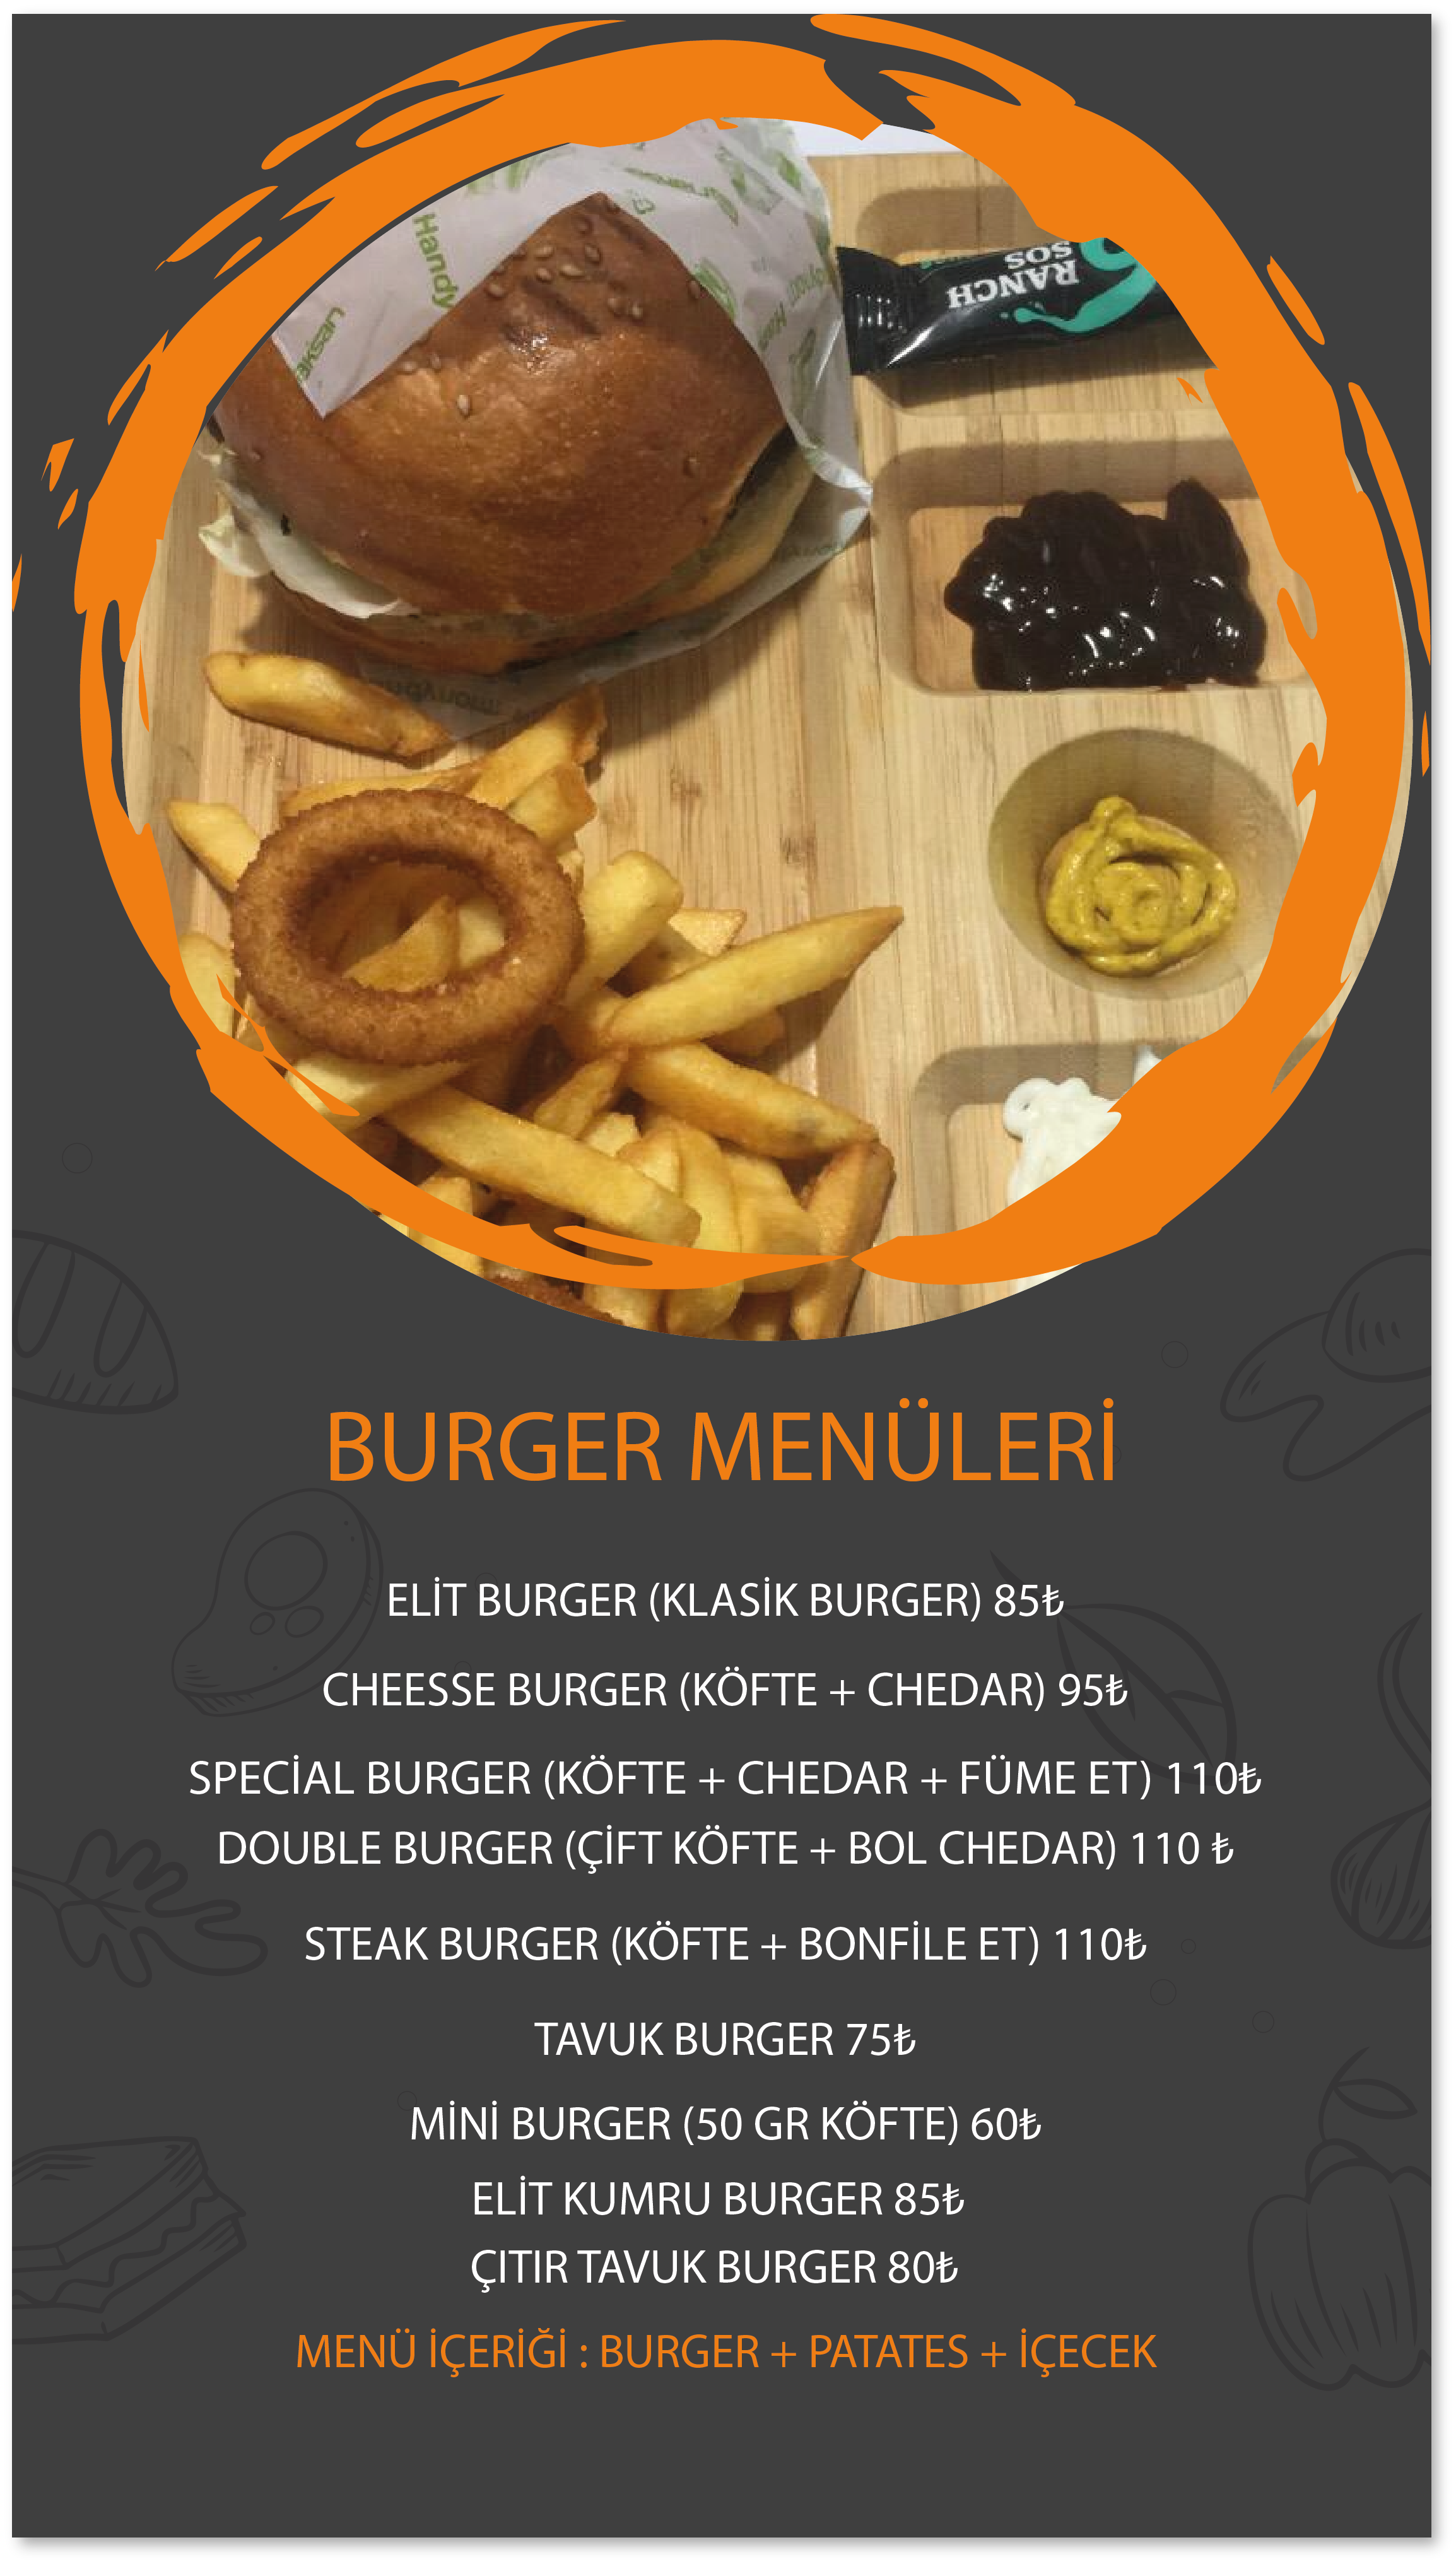 Handy
RANCH
SOS
BURGER MENÜLERİ
ELİT BURGER (KLASİK BURGER) 85₺
CHEESSE BURGER (KÖFTE + CHEDAR) 95₺
SPECİAL BURGER (KÖFTE + CHEDAR + FÜME ET) 110₺
DOUBLE BURGER (ÇİFT KÖFTE + BOL CHEDAR) 110 ₺
STEAK BURGER (KÖFTE + BONFİLE ET) 110₺
TAVUK BURGER 75₺
MİNİ BURGER (50 GR KÖFTE) 60₺
ELİT KUMRU BURGER 85₺
ÇITIR TAVUK BURGER 80₺
MENÜ İÇERİĞİ : BURGER + PATATES + İÇECEK